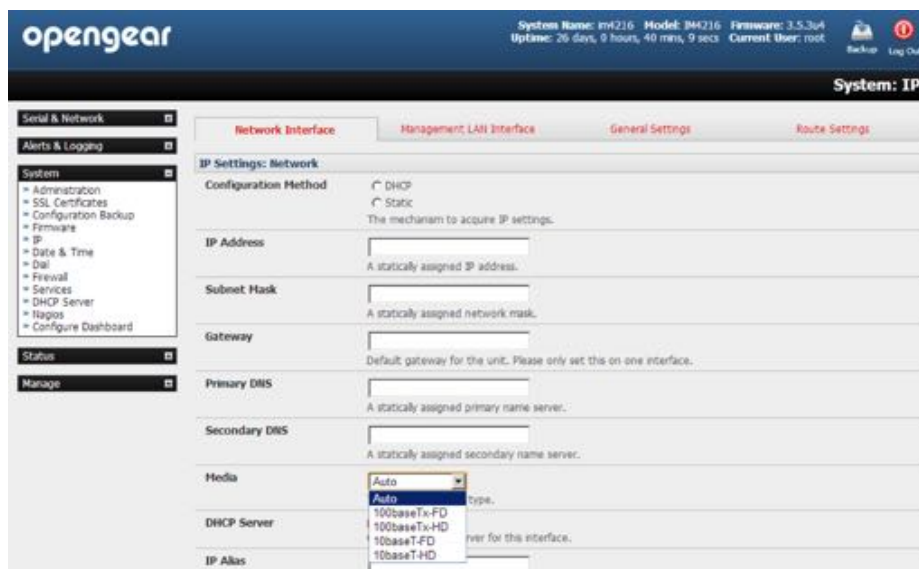 opengear
System Name: im4216 Model: IM4216 Firmware: 3.5.3u4
Uptime: 26 days, 0 hours, 40 mins, 9 secs Current User: root
Backup
Log Out
System: IP
Serial & Network
Alerts & Logging
System
Administration
SSL Certificates
Configuration Backup
Firmware
IP
Date & Time
Dial
Firewall
Services
DHCP Server
Nagios
Configure Dashboard
Status
Manage
Network Interface
Management LAN Interface
General Settings
Route Settings
IP Settings: Network
Configuration Method
DHCP
Static
The mechanism to acquire IP settings.
IP Address
A statically assigned IP address.
Subnet Mask
A statically assigned network mask.
Gateway
Default gateway for the unit. Please only set this on one interface.
Primary DNS
A statically assigned primary name server.
Secondary DNS
A statically assigned secondary name server.
Media
Auto
Auto
100baseTx-FD
100baseTx-HD
10baseT-FD
10baseT-HD
type.
DHCP Server
for this interface.
IP Alias